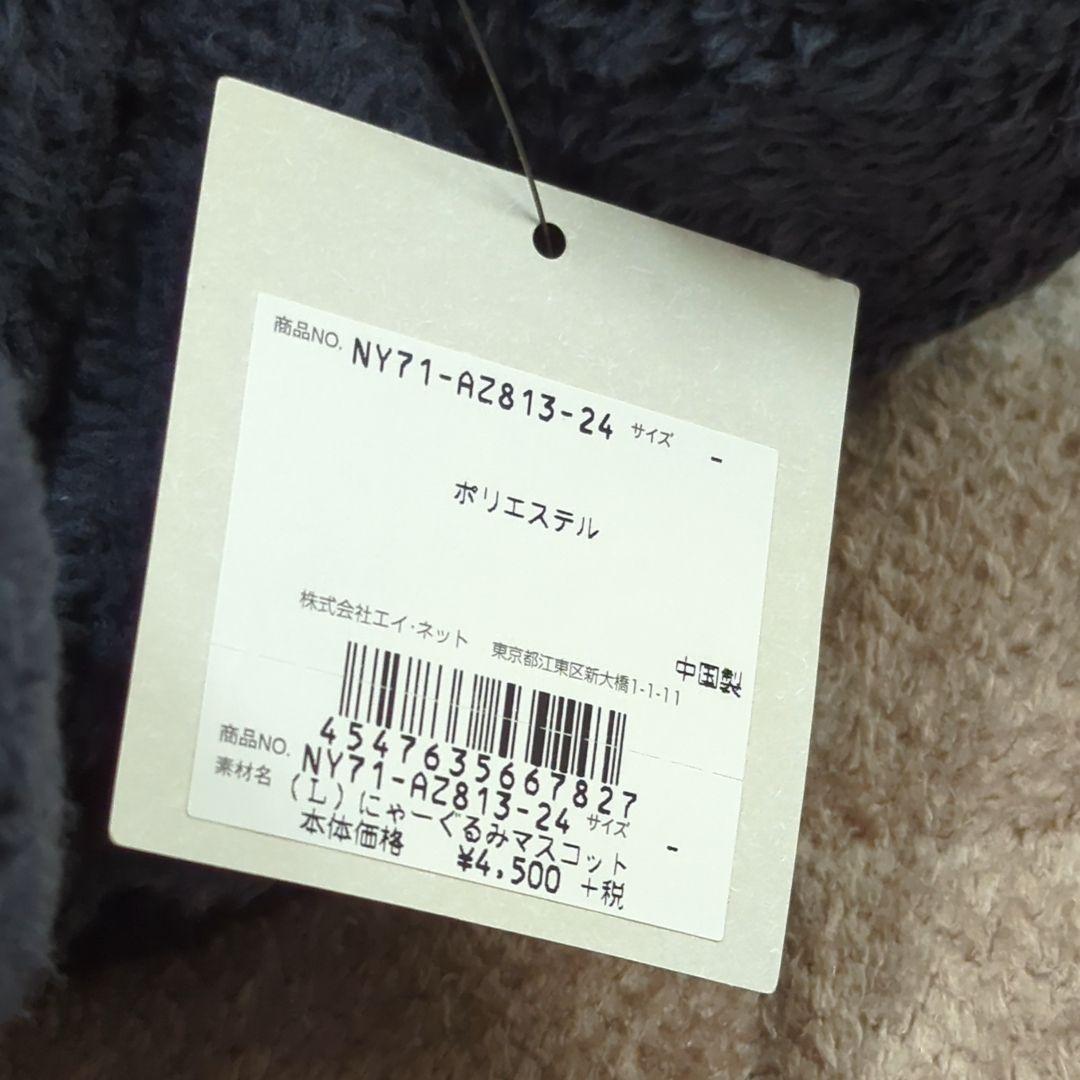 商品NO. NY71-AZ813-24 サイズ -
ポリエステル
株式会社エイ・ネット 東京都江東区新大橋1-1-11 中国製
4547635667827
商品NO. NY71-AZ813-24 サイズ -
素材名 (L)にゃーぐるみマスコット
本体価格 ¥4,500 +税